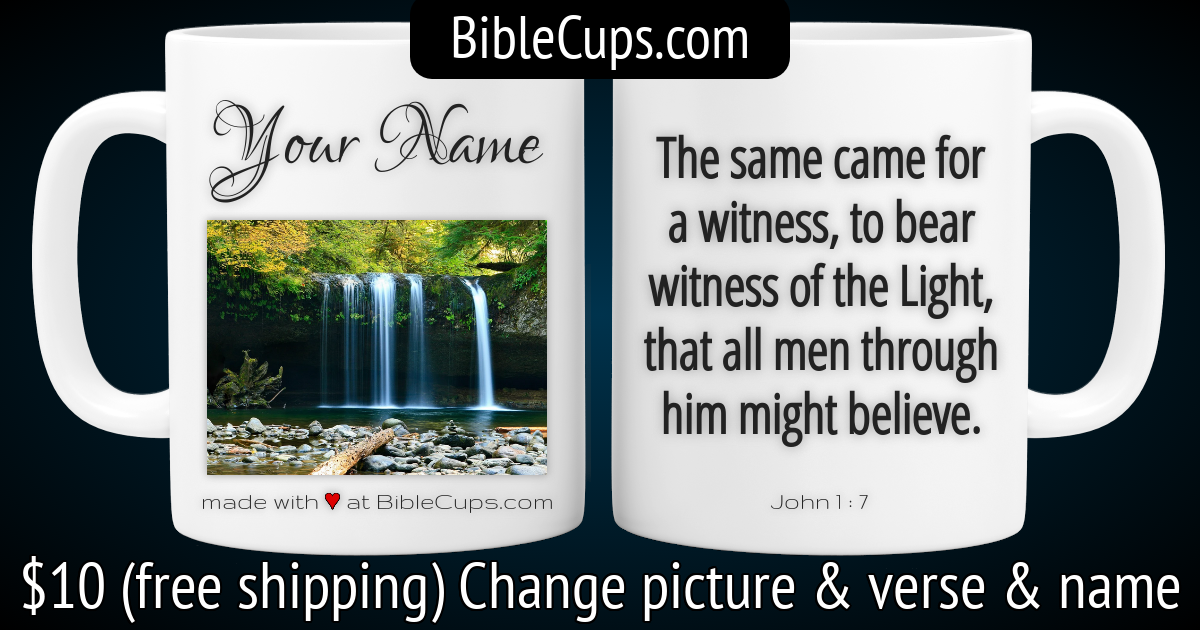 BibleCups.com
Your Name
made with ♥ at BibleCups.com
The same came for
a witness, to bear
witness of the Light,
that all men through
him might believe.
John 1 : 7
$10 (free shipping) Change picture & verse & name